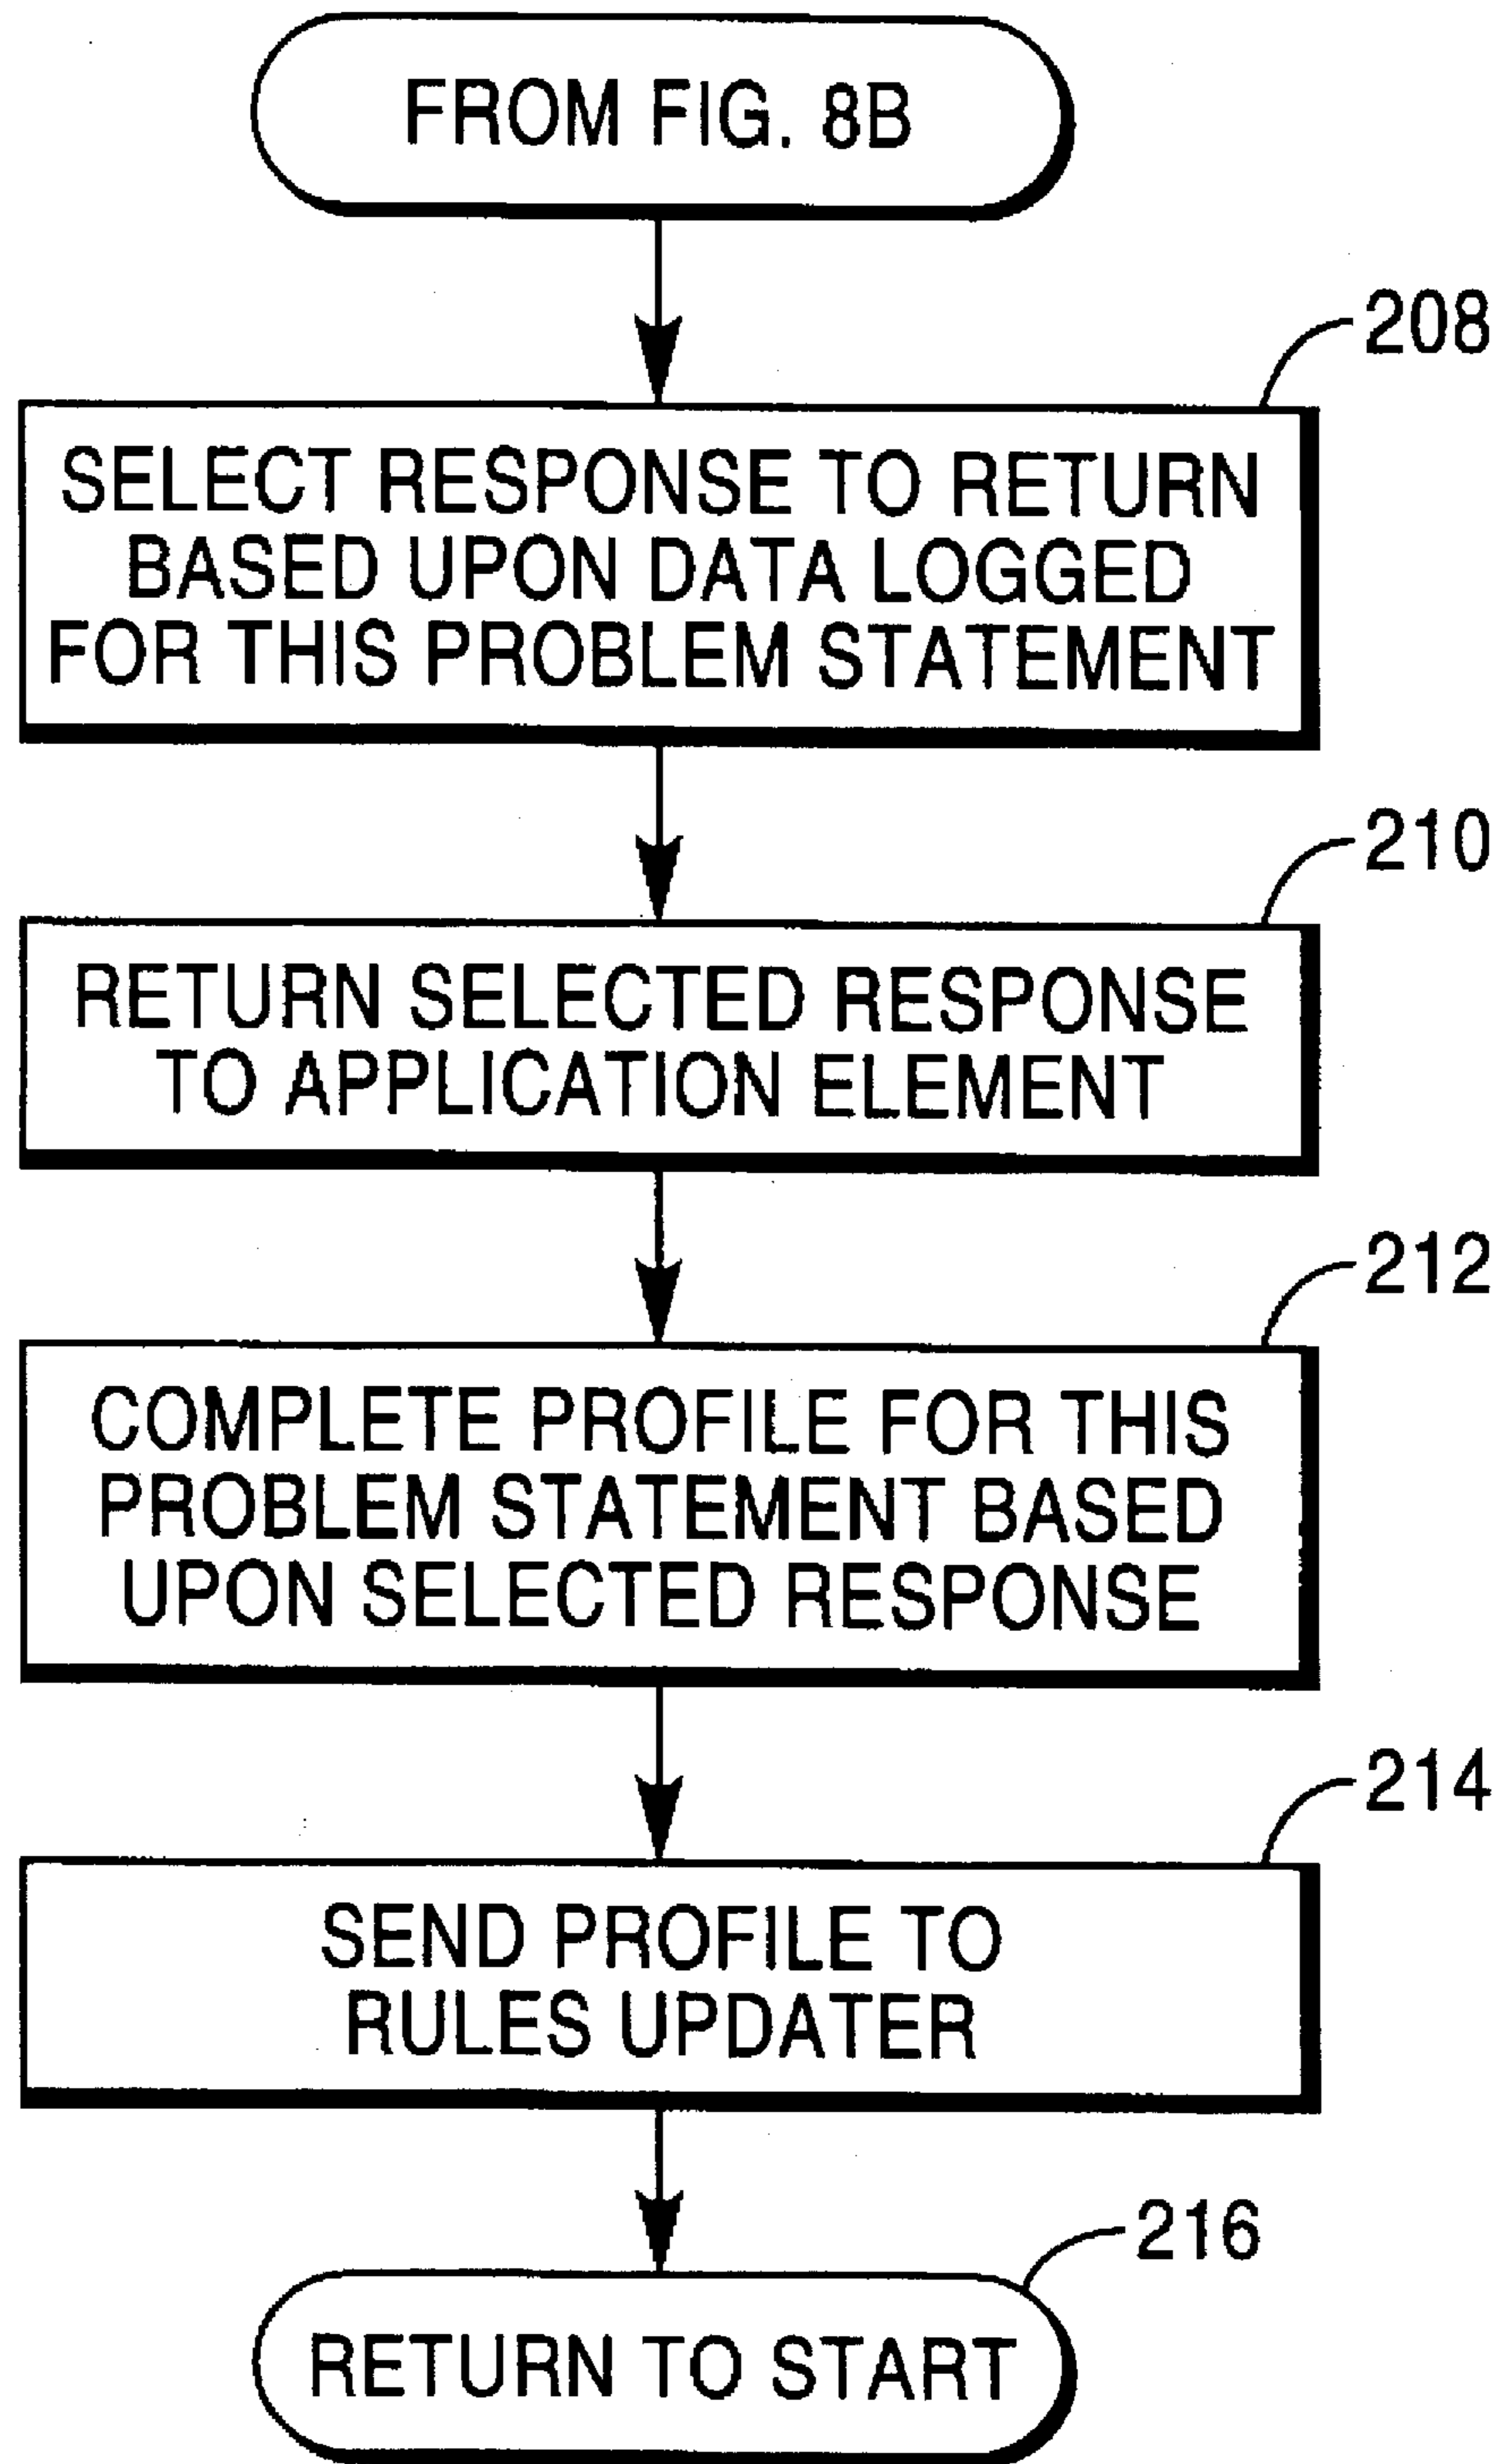 FROM FIG. 8B
208
SELECT RESPONSE TO RETURN
BASED UPON DATA LOGGED
FOR THIS PROBLEM STATEMENT
210
RETURN SELECTED RESPONSE
TO APPLICATION ELEMENT
212
COMPLETE PROFILE FOR THIS
PROBLEM STATEMENT BASED
UPON SELECTED RESPONSE
214
SEND PROFILE TO
RULES UPDATER
216
RETURN TO START